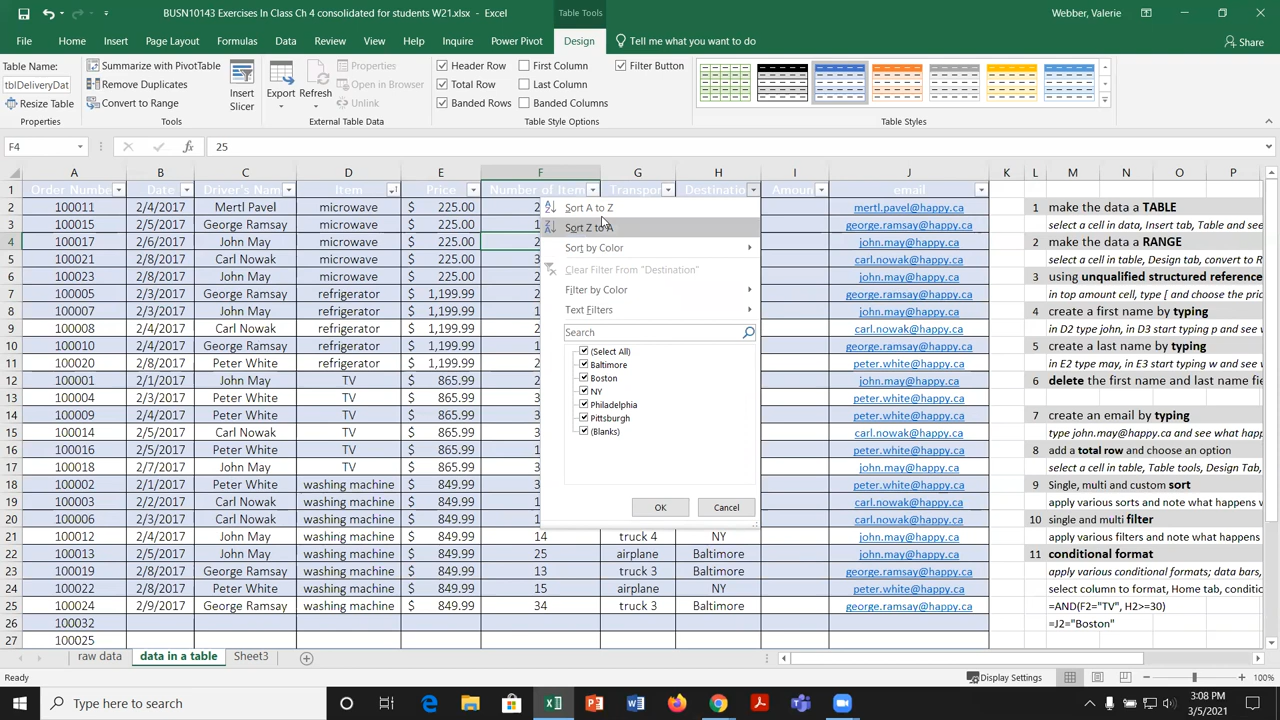 BUSN10143 Exercises In Class Ch 4 consolidated for students W21.xlsx - Excel
Table Tools
Webber, Valerie
File Home Insert Page Layout Formulas Data Review View Help Inquire Power Pivot Design Tell me what you want to do Share
Table Name:
tblDeliveryD
Resize Table
Properties
Summarize with PivotTable
Remove Duplicates
Convert to Range
Tools
Insert Slicer
Export Refresh
Properties
Open in Browser
Unlink
External Table Data
Header Row First Column Filter Button
Total Row Last Column
Banded Rows Banded Columns
Table Style Options
Table Styles
F4 fx 25
A B C D E F G H I J K L M N O P
1 Order Numbe Date Driver's Nam Item Price Number of Item Transpor Destinatio Amoun email
2 100011 2/4/2017 Mertl Pavel microwave $ 225.00 2 mertl.pavel@happy.ca 1 make the data a TABLE
3 100015 2/5/2017 George Ramsay microwave $ 225.00 1 george.ramsay@happy.ca select a cell in data, Insert tab, Table
4 100017 2/6/2017 John May microwave $ 225.00 2 john.may@happy.ca 2 make the data a RANGE
5 100021 2/8/2017 Carl Nowak microwave $ 225.00 carl.nowak@happy.ca select a cell in data, Design tab, convert to R
6 100023 2/8/2017 John May microwave $ 225.00 john.may@happy.ca 3 using unqualified structured reference
7 100005 2/3/2017 George Ramsay refrigerator $ 1,199.99 2 george.ramsay@happy.ca in top amount cell, type [ and choose the pric
8 100007 2/3/2017 John May refrigerator $ 1,199.99 2 john.may@happy.ca 4 create a first name by typing
9 100008 2/4/2017 Carl Nowak refrigerator $ 1,199.99 carl.nowak@happy.ca in D2 type john, in D3 start typing p and see
10 100010 2/4/2017 George Ramsay refrigerator $ 1,199.99 2 george.ramsay@happy.ca 5 create a last name by typing
11 100020 2/8/2017 Peter White refrigerator $ 1,199.99 peter.white@happy.ca in E2 type may, in E3 start typing w and see
12 100001 2/1/2017 John May TV $ 865.99 2 john.may@happy.ca 6 delete the first name and last name fie
13 100004 2/3/2017 Peter White TV $ 865.99 peter.white@happy.ca
14 100009 2/4/2017 Peter White TV $ 865.99 2 peter.white@happy.ca 7 create an email by typing
15 100014 2/5/2017 Carl Nowak TV $ 865.99 carl.nowak@happy.ca type john.may@happy.ca and see what hap
16 100016 2/5/2017 Peter White TV $ 865.99 peter.white@happy.ca 8 add a total row and choose an option
17 100018 2/7/2017 John May TV $ 865.99 john.may@happy.ca select a cell in table, Table tools, Design Tab,
18 100002 2/1/2017 Peter White washing machine $ 849.99 1 peter.white@happy.ca 9 Single, multi and custom sort
19 100003 2/2/2017 Carl Nowak washing machine $ 849.99 carl.nowak@happy.ca apply various sorts and note what happens
20 100006 2/3/2017 Carl Nowak washing machine $ 849.99 carl.nowak@happy.ca 10 single and multi filter
21 100012 2/4/2017 John May washing machine $ 849.99 14 truck 4 NY john.may@happy.ca apply various filters and note what happens
22 100013 2/5/2017 John May washing machine $ 849.99 25 airplane Baltimore john.may@happy.ca 11 conditional format
23 100019 2/8/2017 George Ramsay washing machine $ 849.99 13 truck 3 Baltimore george.ramsay@happy.ca apply various conditional formats; data bars,
24 100022 2/8/2017 Peter White washing machine $ 849.99 15 airplane NY peter.white@happy.ca select column to format, Home tab, conditio
25 100024 2/9/2017 George Ramsay washing machine $ 849.99 34 truck 3 Baltimore george.ramsay@happy.ca =AND(F2="TV", H2>=30)
26 100032 =J2="Boston"
27 100025
Sort A to Z
Sort Z to A
Sort by Color
Clear Filter From "Destination"
Filter by Color
Text Filters
Search
(Select All)
Baltimore
Boston
NY
Philadelphia
Pittsburgh
(Blanks)
OK Cancel
raw data data in a table Sheet3
Ready Display Settings 100%
Type here to search
3:08 PM
3/5/2021